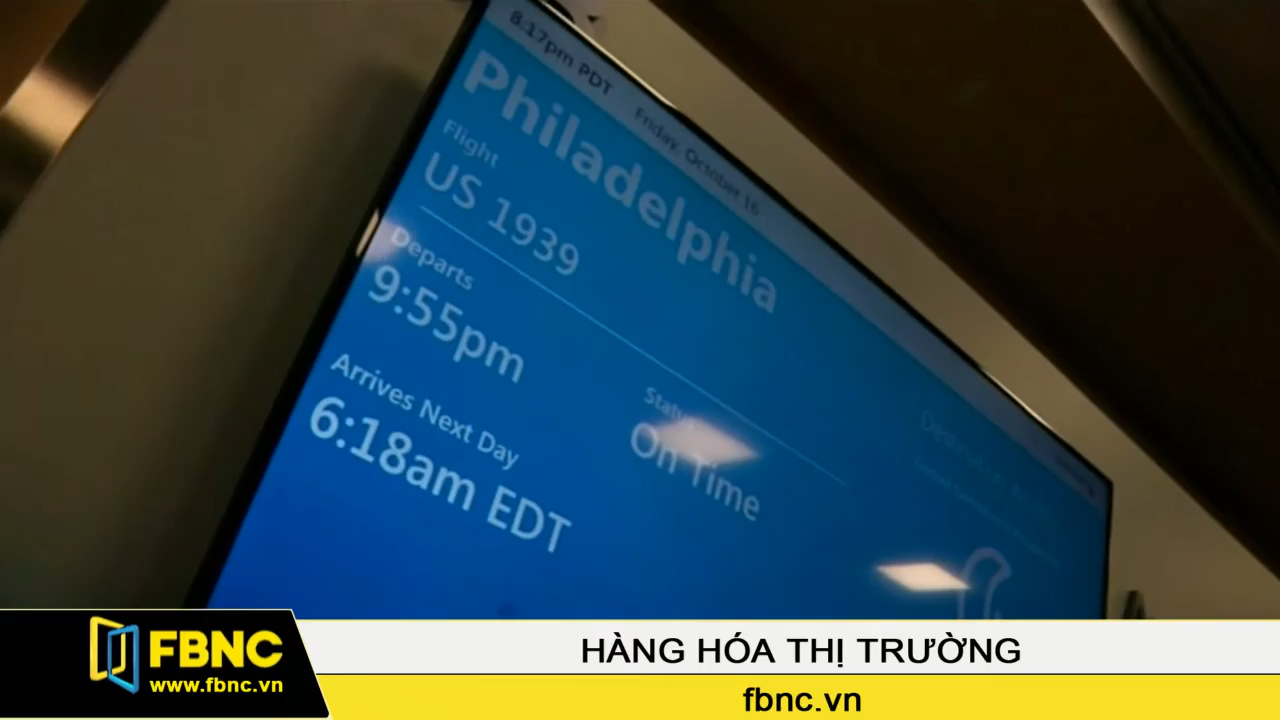 8:17pm PDT Friday, October 16
Philadelphia
Flight
US 1939
Departs
9:55pm
Arrives Next Day
6:18am EDT
Status
On Time
FBNC
www.fbnc.vn
HÀNG HÓA THỊ TRƯỜNG
fbnc.vn